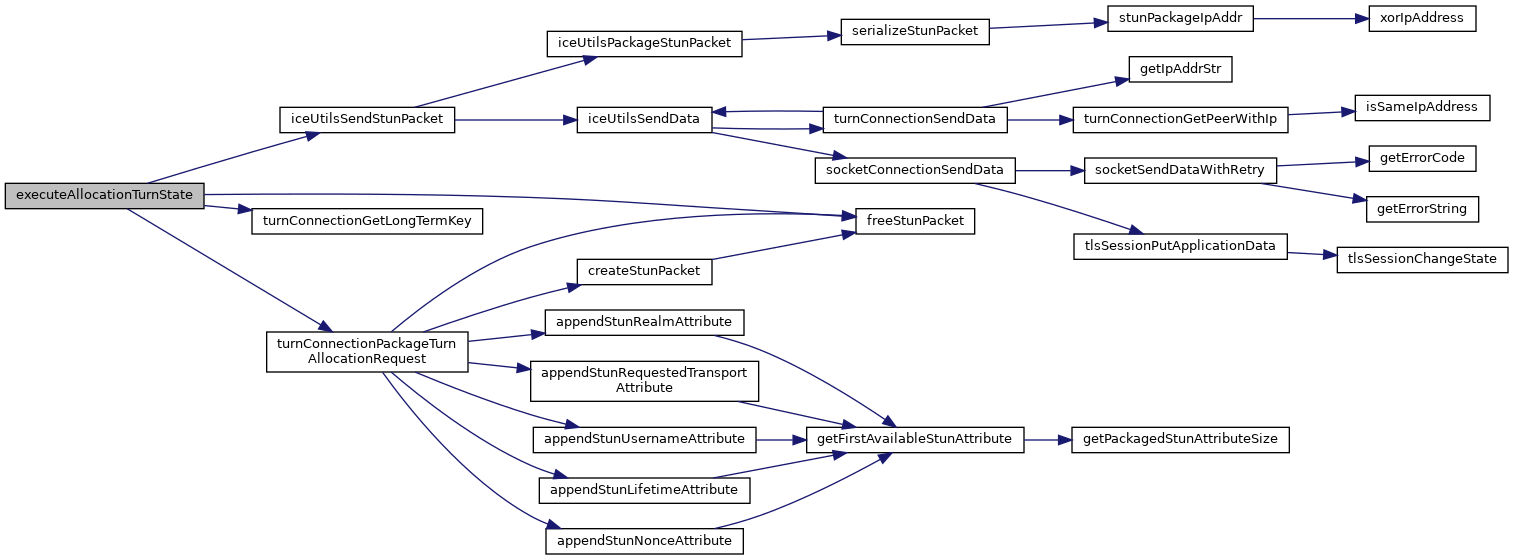 stunPackageIpAddr
xorIpAddress
serializeStunPacket
iceUtilsPackageStunPacket
getIpAddrStr
isSameIpAddress
iceUtilsSendStunPacket
iceUtilsSendData
turnConnectionSendData
turnConnectionGetPeerWithIp
getErrorCode
socketConnectionSendData
socketSendDataWithRetry
executeAllocationTurnState
getErrorString
turnConnectionGetLongTermKey
freeStunPacket
tlsSessionPutApplicationData
tlsSessionChangeState
createStunPacket
appendStunRealmAttribute
turnConnectionPackageTurn
AllocationRequest
appendStunRequestedTransport
Attribute
appendStunUsernameAttribute
getFirstAvailableStunAttribute
getPackagedStunAttributeSize
appendStunLifetimeAttribute
appendStunNonceAttribute